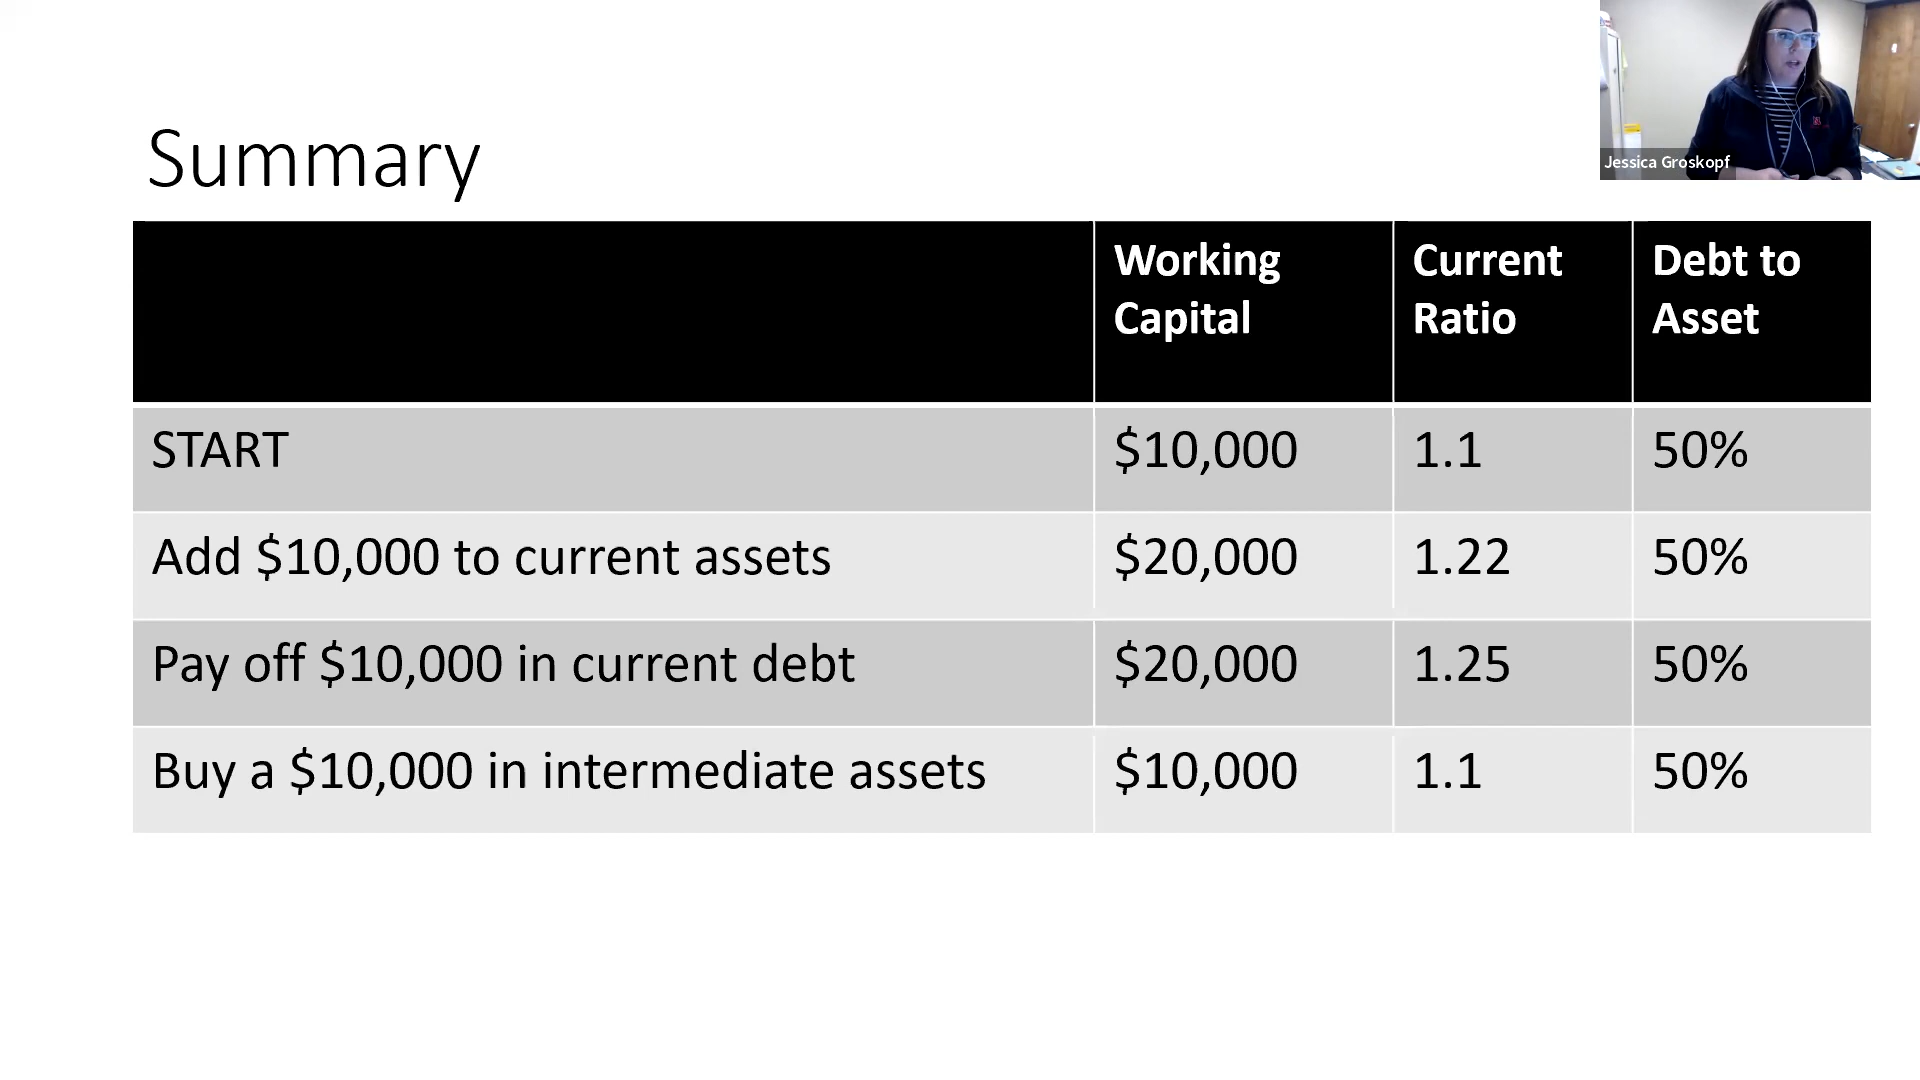 Jessica Groskopf
Summary
Working Capital	Current Ratio	Debt to Asset
START	$10,000	1.1	50%
Add $10,000 to current assets	$20,000	1.22	50%
Pay off $10,000 in current debt	$20,000	1.25	50%
Buy a $10,000 in intermediate assets	$10,000	1.1	50%